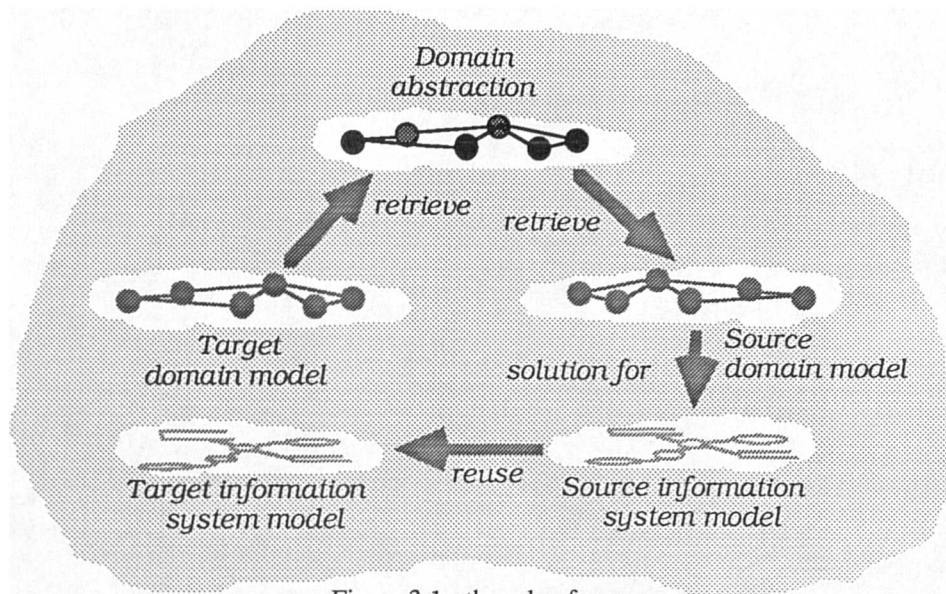 Domain
abstraction
retrieve
retrieve
Target
domain model
Source
domain model
solution for
reuse
Target information
system model
Source information
system model